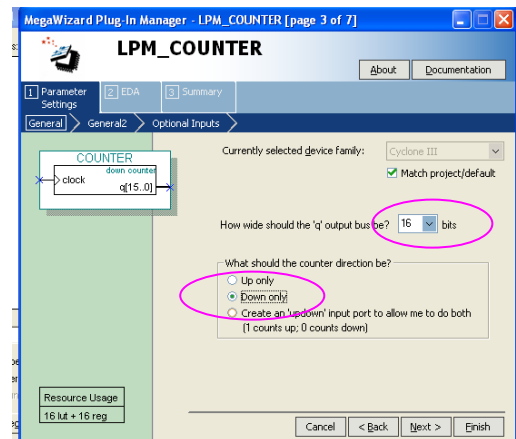 MegaWizard Plug-In Manager - LPM_COUNTER [page 3 of 7]
LPM_COUNTER
About
Documentation
1 Parameter Settings
2 EDA
3 Summary
General
General2
Optional Inputs
COUNTER
down counter
clock
q[15..0]
Currently selected device family:
Cyclone III
Match project/default
How wide should the 'q' output bus be?
16
bits
What should the counter direction be?
Up only
Down only
Create an 'updown' input port to allow me to do both
(1 counts up; 0 counts down)
Resource Usage
16 lut + 16 reg
Cancel
< Back
Next >
Finish